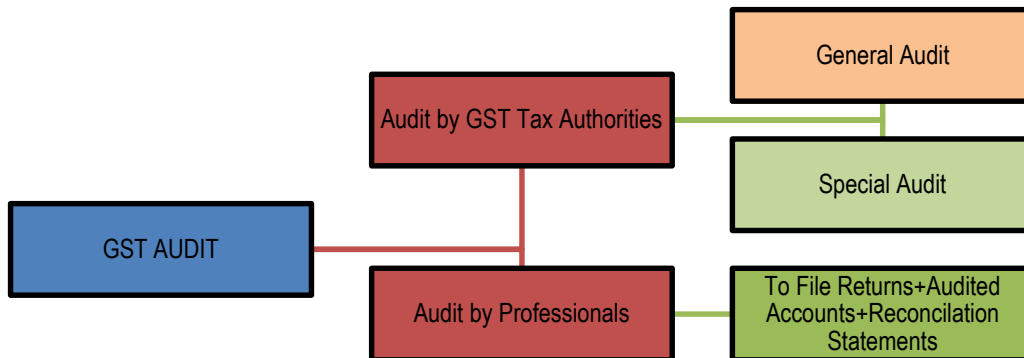 General Audit
Audit by GST Tax Authorities
Special Audit
GST AUDIT
Audit by Professionals
To File Returns+Audited
Accounts+Reconcilation
Statements